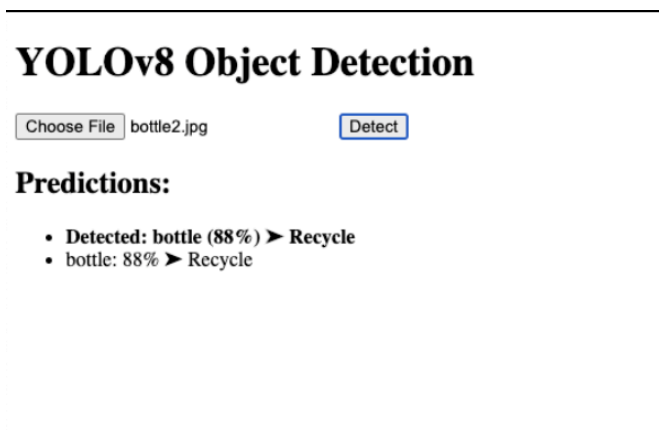 YOLOv8 Object Detection
Choose File bottle2.jpg Detect
Predictions:
• Detected: bottle (88%) ➤ Recycle
• bottle: 88% ➤ Recycle